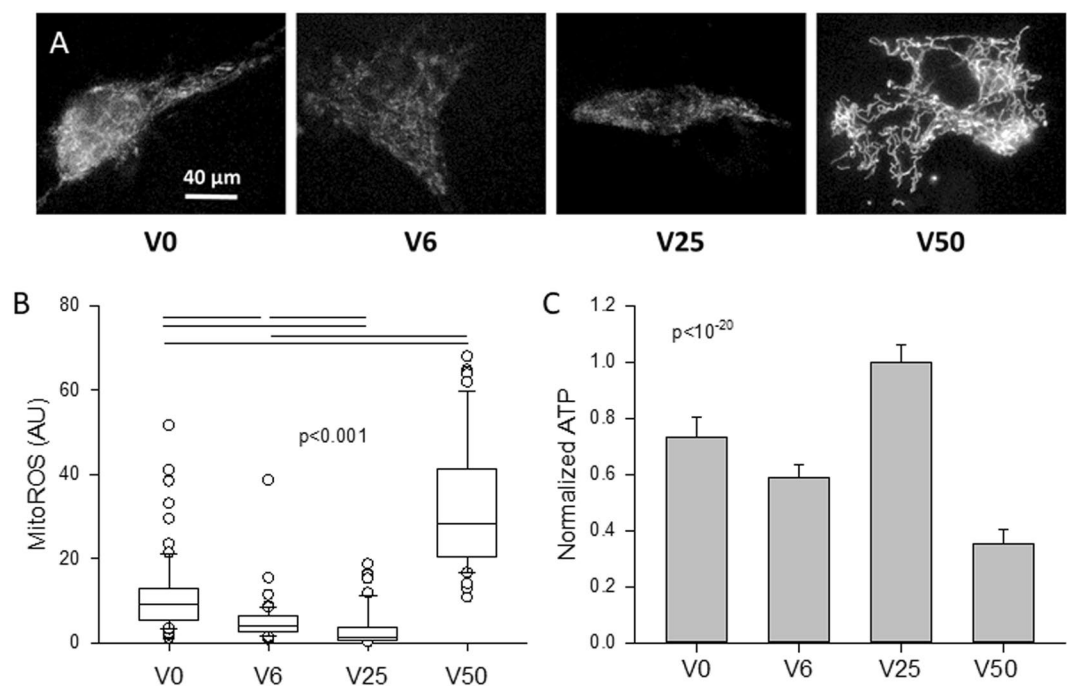 A
40 µm
V0 V6 V25 V50
B
80
60
40
20
0
MitoROS (AU)
p<0.001
V0 V6 V25 V50
C
1.2
1.0
0.8
0.6
0.4
0.2
0.0
Normalized ATP
p<10⁻²⁰
V0 V6 V25 V50